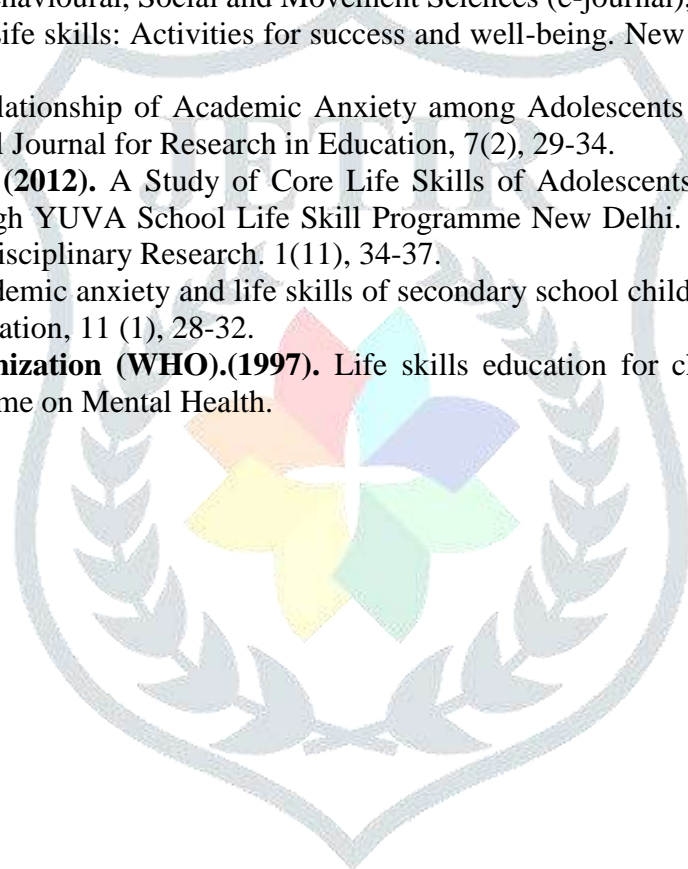 havioural, Social and Movement Sciences (e-journal),
ife skills: Activities for success and well-being. New
lationship of Academic Anxiety among Adolescents
l Journal for Research in Education, 7(2), 29-34.
(2012). A Study of Core Life Skills of Adolescents
gh YUVA School Life Skill Programme New Delhi.
isciplinary Research. 1(11), 34-37.
demic anxiety and life skills of secondary school child
ation, 11 (1), 28-32.
nization (WHO).(1997). Life skills education for cl
me on Mental Health.
JETIR